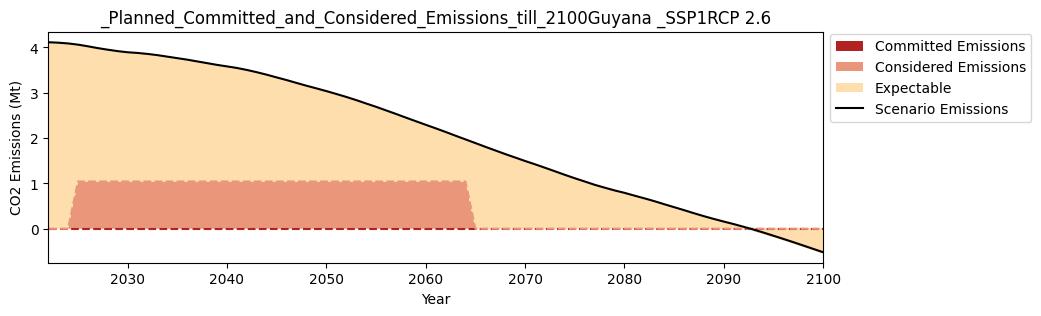 _Planned_Committed_and_Considered_Emissions_till_2100Guyana _SSP1RCP 2.6
CO2 Emissions (Mt)
4
3
2
1
0
2030 2040 2050 2060 2070 2080 2090 2100
Year
Committed Emissions
Considered Emissions
Expectable
Scenario Emissions